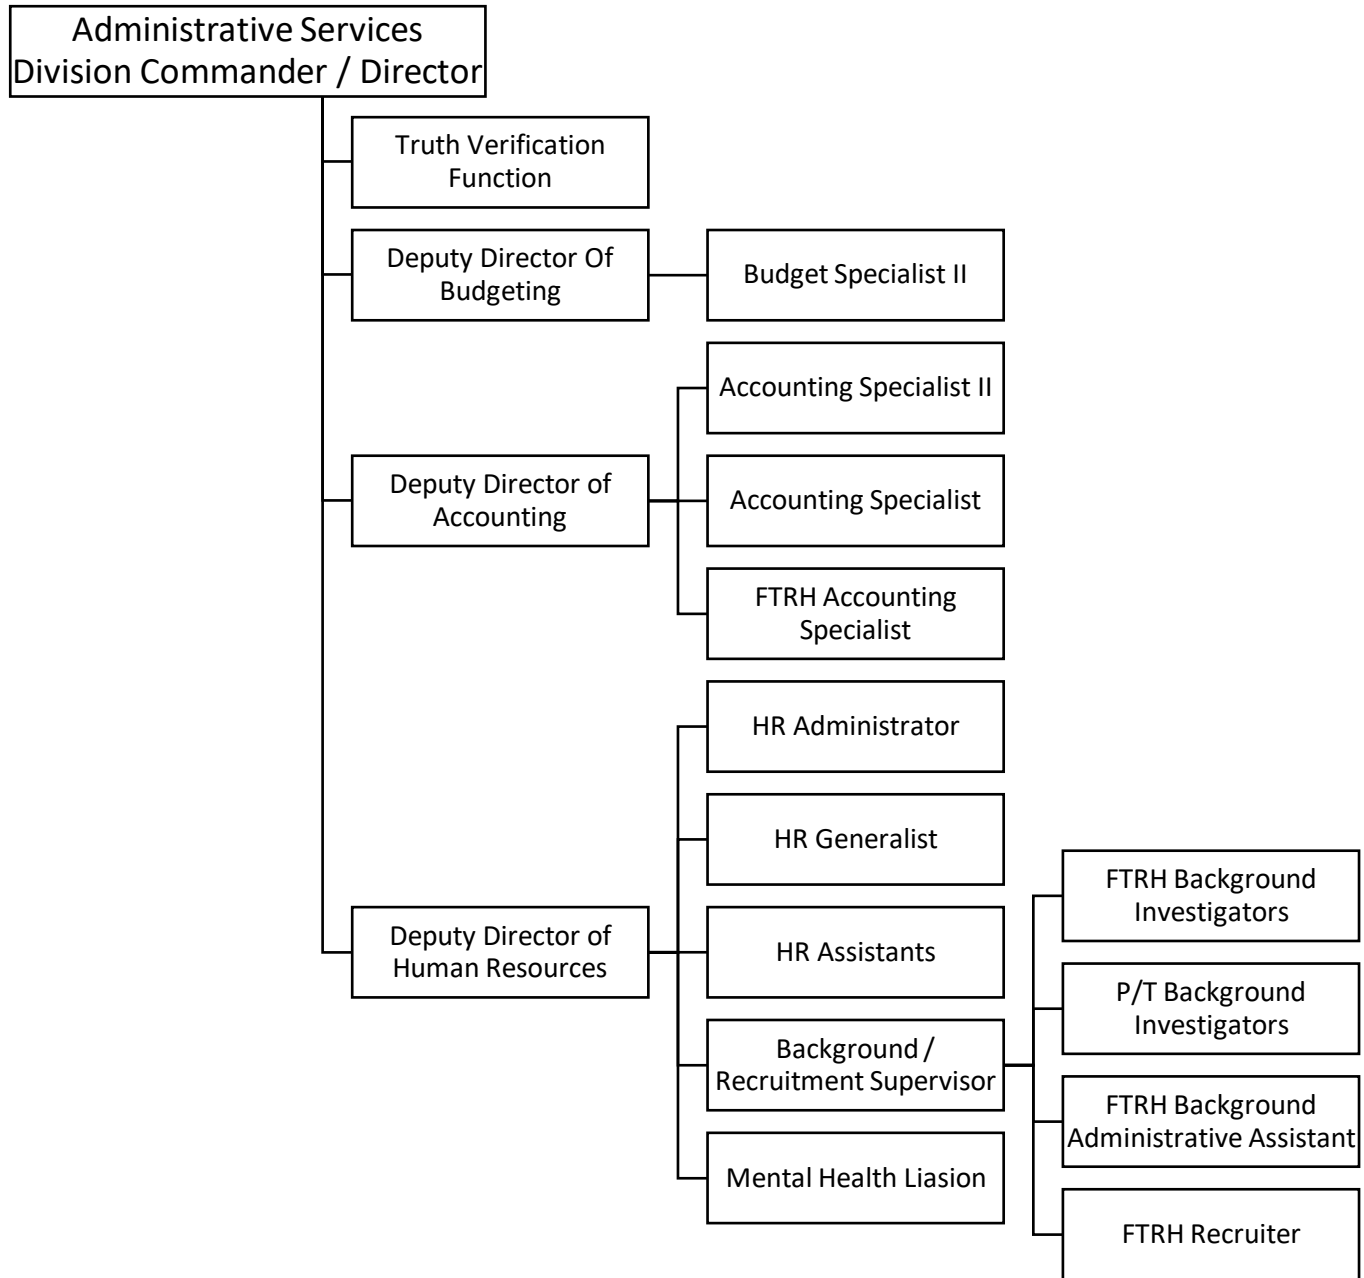 Administrative Services
Division Commander / Director
Truth Verification
Function
Deputy Director Of
Budgeting
Budget Specialist II
Accounting Specialist II
Deputy Director of
Accounting
Accounting Specialist
FTRH Accounting
Specialist
HR Administrator
HR Generalist
Deputy Director of
Human Resources
HR Assistants
Background /
Recruitment Supervisor
Mental Health Liasion
FTRH Background
Investigators
P/T Background
Investigators
FTRH Background
Administrative Assistant
FTRH Recruiter